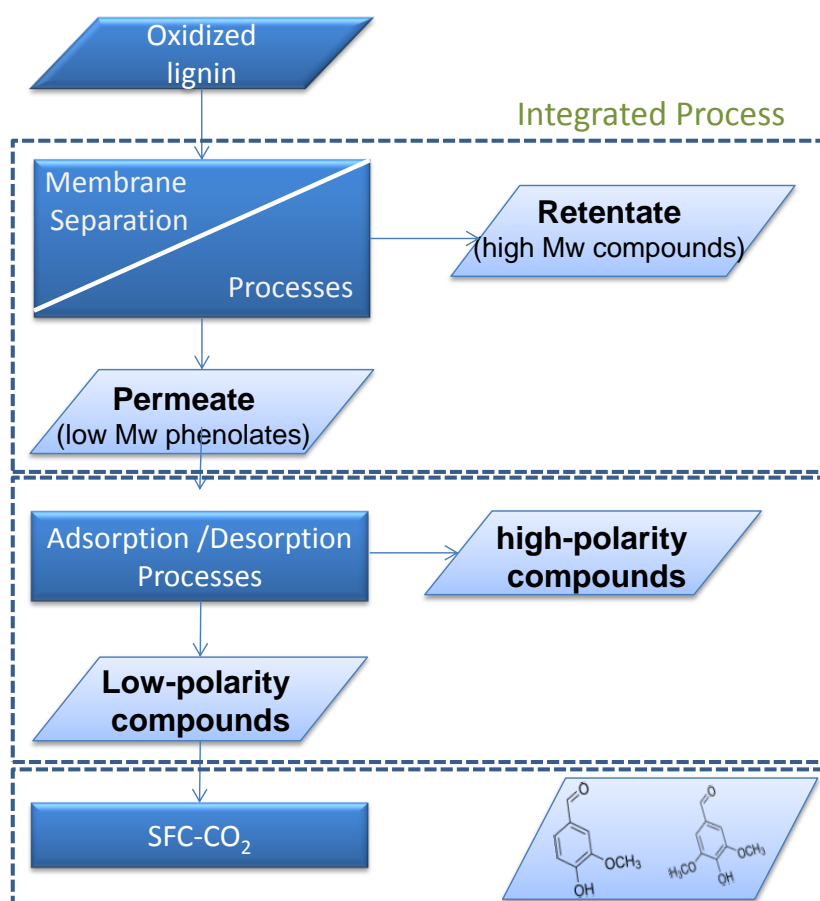 Oxidized
lignin
Integrated Process
Membrane
Separation
Processes
Retentate
(high Mw compounds)
Permeate
(low Mw phenolates)
Adsorption /Desorption
Processes
high-polarity
compounds
Low-polarity
compounds
SFC-CO₂
O
OCH₃
OH
O
H₃CO
OCH₃
OH